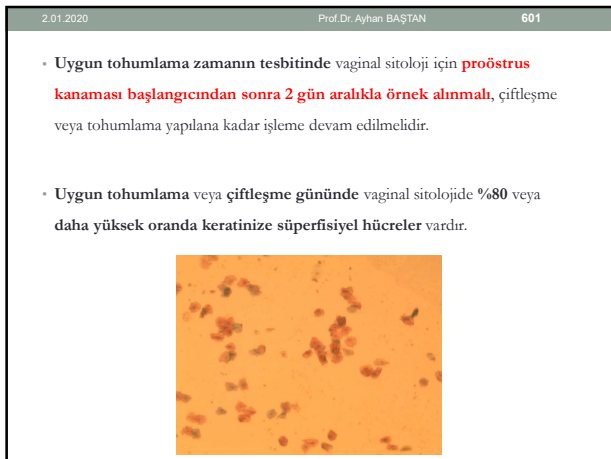 2.01.2020 Prof.Dr. Ayhan BAŞTAN 601
• Uygun tohumlama zamanın tesbitinde vaginal sitoloji için proöstrus
kanaması başlangıcından sonra 2 gün aralıkla örnek alınmalı, çiftleşme
veya tohumlama yapılana kadar işleme devam edilmelidir.
• Uygun tohumlama veya çiftleşme gününde vaginal sitolojide %80 veya
daha yüksek oranda keratinize süperfisiyel hücreler vardır.